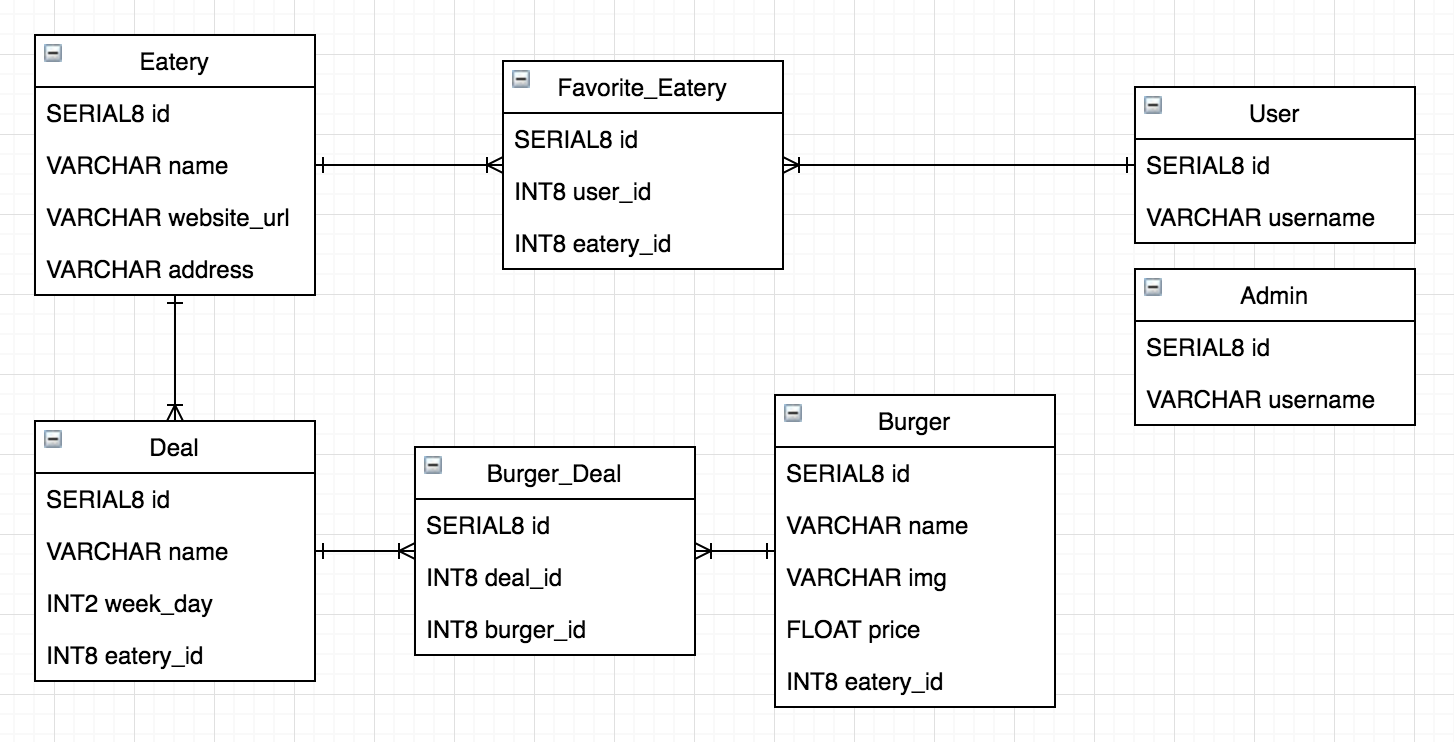 Eatery
SERIAL8 id
VARCHAR name
VARCHAR website_url
VARCHAR address
Favorite_Eatery
SERIAL8 id
INT8 user_id
INT8 eatery_id
User
SERIAL8 id
VARCHAR username
Admin
SERIAL8 id
VARCHAR username
Deal
SERIAL8 id
VARCHAR name
INT2 week_day
INT8 eatery_id
Burger_Deal
SERIAL8 id
INT8 deal_id
INT8 burger_id
Burger
SERIAL8 id
VARCHAR name
VARCHAR img
FLOAT price
INT8 eatery_id